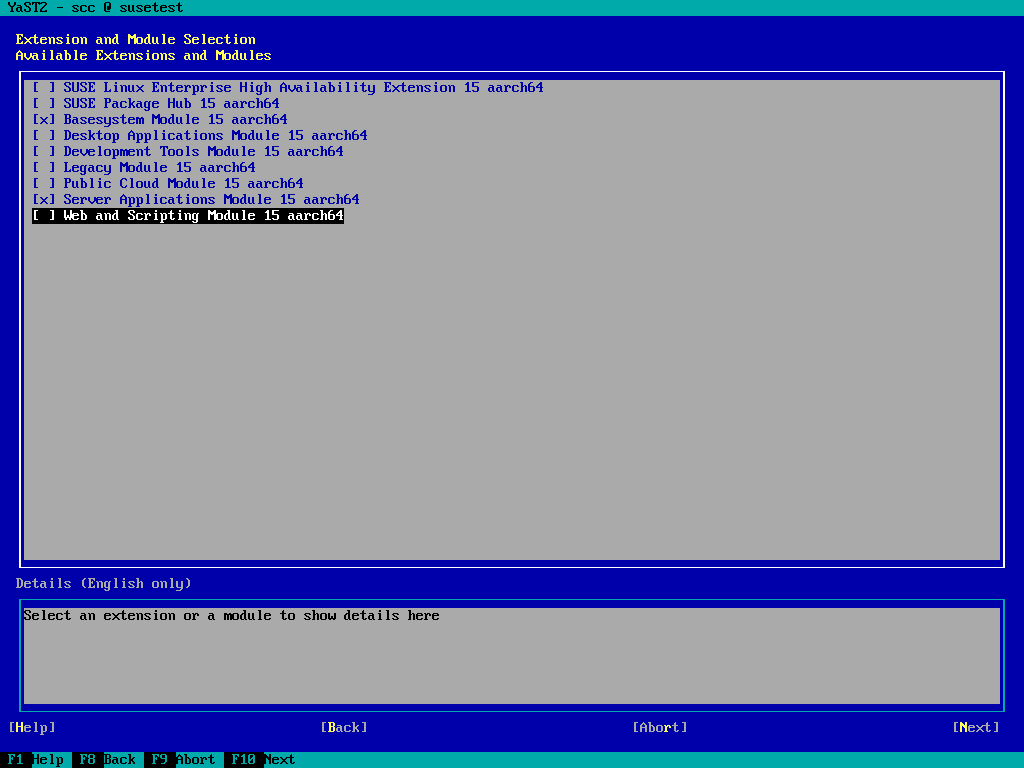 YaST2 - scc @ susetest
Extension and Module Selection
Available Extensions and Modules
[ ] SUSE Linux Enterprise High Availability Extension 15 aarch64
[ ] SUSE Package Hub 15 aarch64
[x] Basesystem Module 15 aarch64
[ ] Desktop Applications Module 15 aarch64
[ ] Development Tools Module 15 aarch64
[ ] Legacy Module 15 aarch64
[ ] Public Cloud Module 15 aarch64
[x] Server Applications Module 15 aarch64
[ ] Web and Scripting Module 15 aarch64
Details (English only)
Select an extension or a module to show details here
[Help] [Back] [Abort] [Next]
F1 Help F8 Back F9 Abort F10 Next